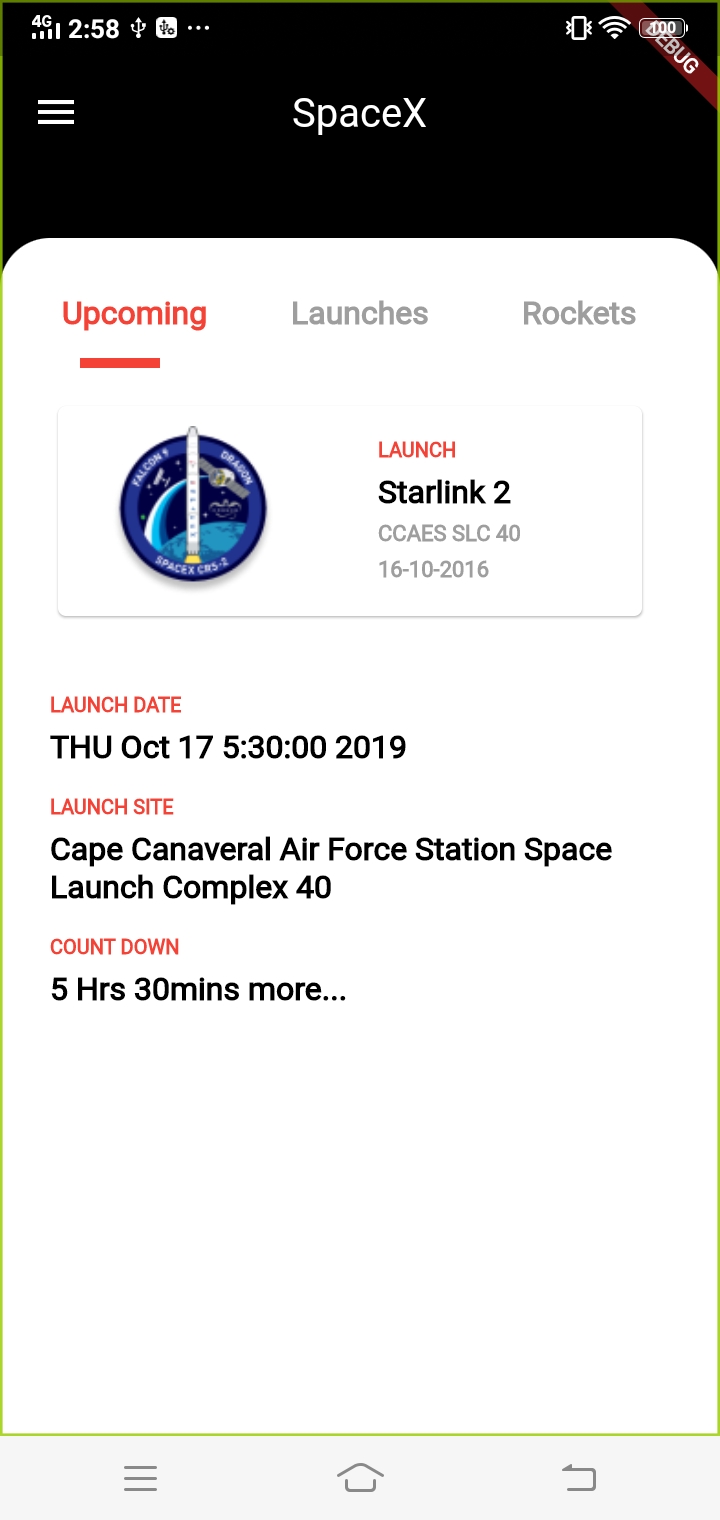 4G 2:58 ... 100
DEBUG
SpaceX
Upcoming Launches Rockets
FALCON 9 DRAGON
SPACEX CRS-2
LAUNCH
Starlink 2
CCAES SLC 40
16-10-2016
LAUNCH DATE
THU Oct 17 5:30:00 2019
LAUNCH SITE
Cape Canaveral Air Force Station Space
Launch Complex 40
COUNT DOWN
5 Hrs 30mins more...